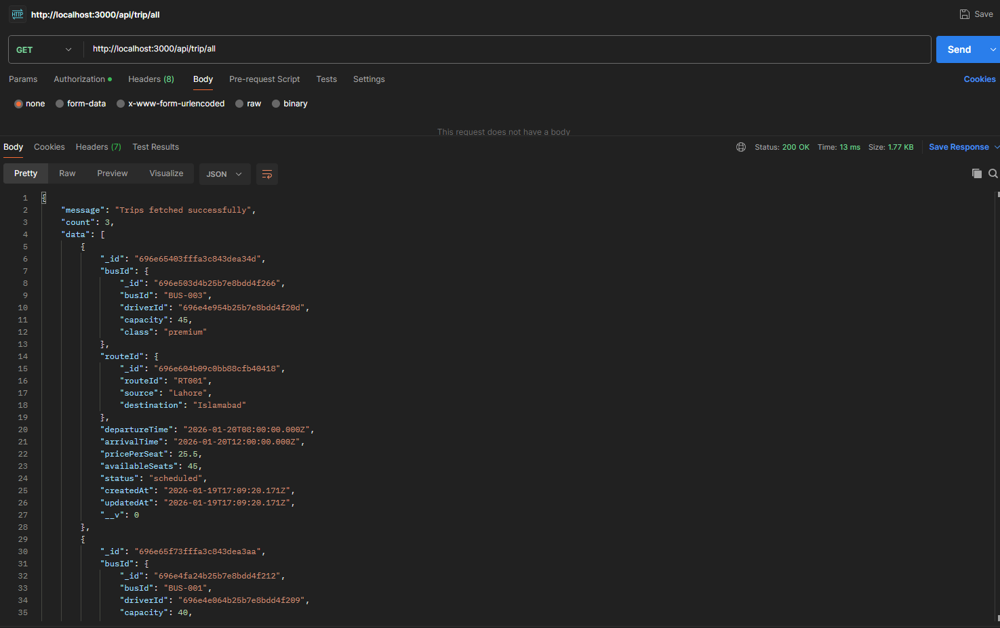 HTTP http://localhost:3000/api/trip/all Save
GET http://localhost:3000/api/trip/all Send
Params Authorization Headers (8) Body Pre-request Script Tests Settings Cookies
none form-data x-www-form-urlencoded raw binary
This request does not have a body
Body Cookies Headers (7) Test Results Status: 200 OK Time: 13 ms Size: 1.77 KB Save Response
Pretty Raw Preview Visualize JSON
1 {
2 "message": "Trips fetched successfully",
3 "count": 3,
4 "data": [
5 {
6 "_id": "696e65403fffa3c843dea34d",
7 "busId": {
8 "_id": "696e503d4b25b7e8bdd4f266",
9 "busId": "BUS-003",
10 "driverId": "696e4e954b25b7e8bdd4f20d",
11 "capacity": 45,
12 "class": "premium"
13 },
14 "routeId": {
15 "_id": "696e604b09c0bb88cfb40418",
16 "routeId": "RT001",
17 "source": "Lahore",
18 "destination": "Islamabad"
19 },
20 "departureTime": "2026-01-20T08:00:00.000Z",
21 "arrivalTime": "2026-01-20T12:00:00.000Z",
22 "pricePerSeat": 25.5,
23 "availableSeats": 45,
24 "status": "scheduled",
25 "createdAt": "2026-01-19T17:09:20.171Z",
26 "updatedAt": "2026-01-19T17:09:20.171Z",
27 "__v": 0
28 },
29 {
30 "_id": "696e65f73fffa3c843dea3aa",
31 "busId": {
32 "_id": "696e4fa24b25b7e8bdd4f212",
33 "busId": "BUS-001",
34 "driverId": "696e4e064b25b7e8bdd4f209",
35 "capacity": 40,